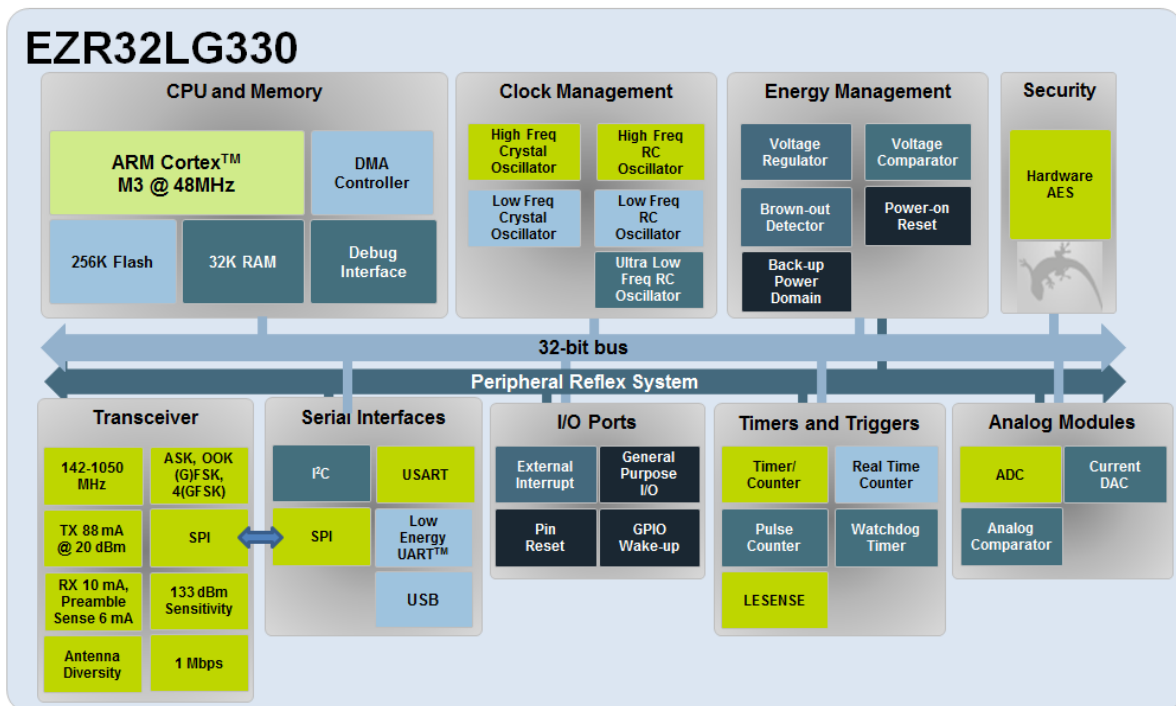 EZR32LG330
CPU and Memory
ARM Cortex™
M3 @ 48MHz
DMA
Controller
256K Flash
32K RAM
Debug
Interface
Clock Management
High Freq
Crystal
Oscillator
High Freq
RC
Oscillator
Low Freq
Crystal
Oscillator
Low Freq
RC
Oscillator
Ultra Low
Freq RC
Oscillator
Energy Management
Voltage
Regulator
Voltage
Comparator
Brown-out
Detector
Power-on
Reset
Back-up
Power
Domain
Security
Hardware
AES
32-bit bus
Peripheral Reflex System
Transceiver
142-1050
MHz
ASK, OOK
(G)FSK,
4(GFSK)
TX 88 mA
@ 20 dBm
SPI
RX 10 mA,
Preamble
Sense 6 mA
133 dBm
Sensitivity
Antenna
Diversity
1 Mbps
Serial Interfaces
I²C
USART
SPI
Low
Energy
UART™
USB
I/O Ports
External
Interrupt
General
Purpose
I/O
Pin
Reset
GPIO
Wake-up
Timers and Triggers
Timer/
Counter
Real Time
Counter
Pulse
Counter
Watchdog
Timer
LESENSE
Analog Modules
ADC
Current
DAC
Analog
Comparator